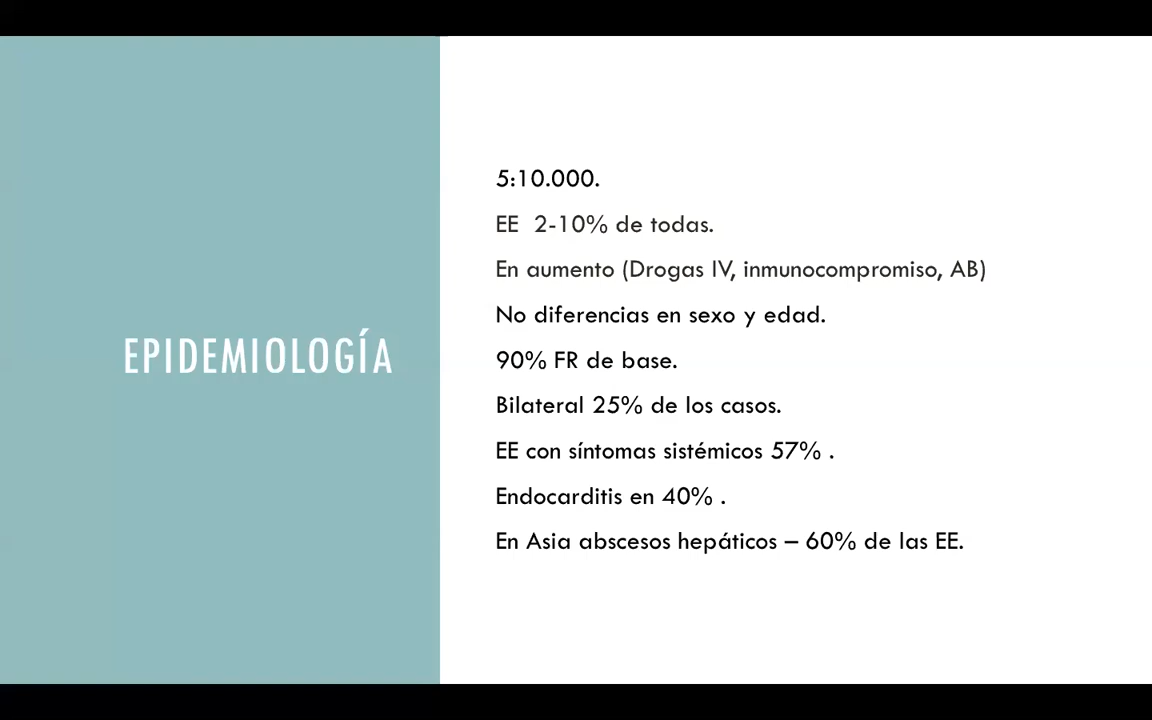 EPIDEMIOLOGÍA
5:10.000.
EE 2-10% de todas.
En aumento (Drogas IV, inmunocompromiso, AB)
No diferencias en sexo y edad.
90% FR de base.
Bilateral 25% de los casos.
EE con síntomas sistémicos 57% .
Endocarditis en 40% .
En Asia abscesos hepáticos – 60% de las EE.